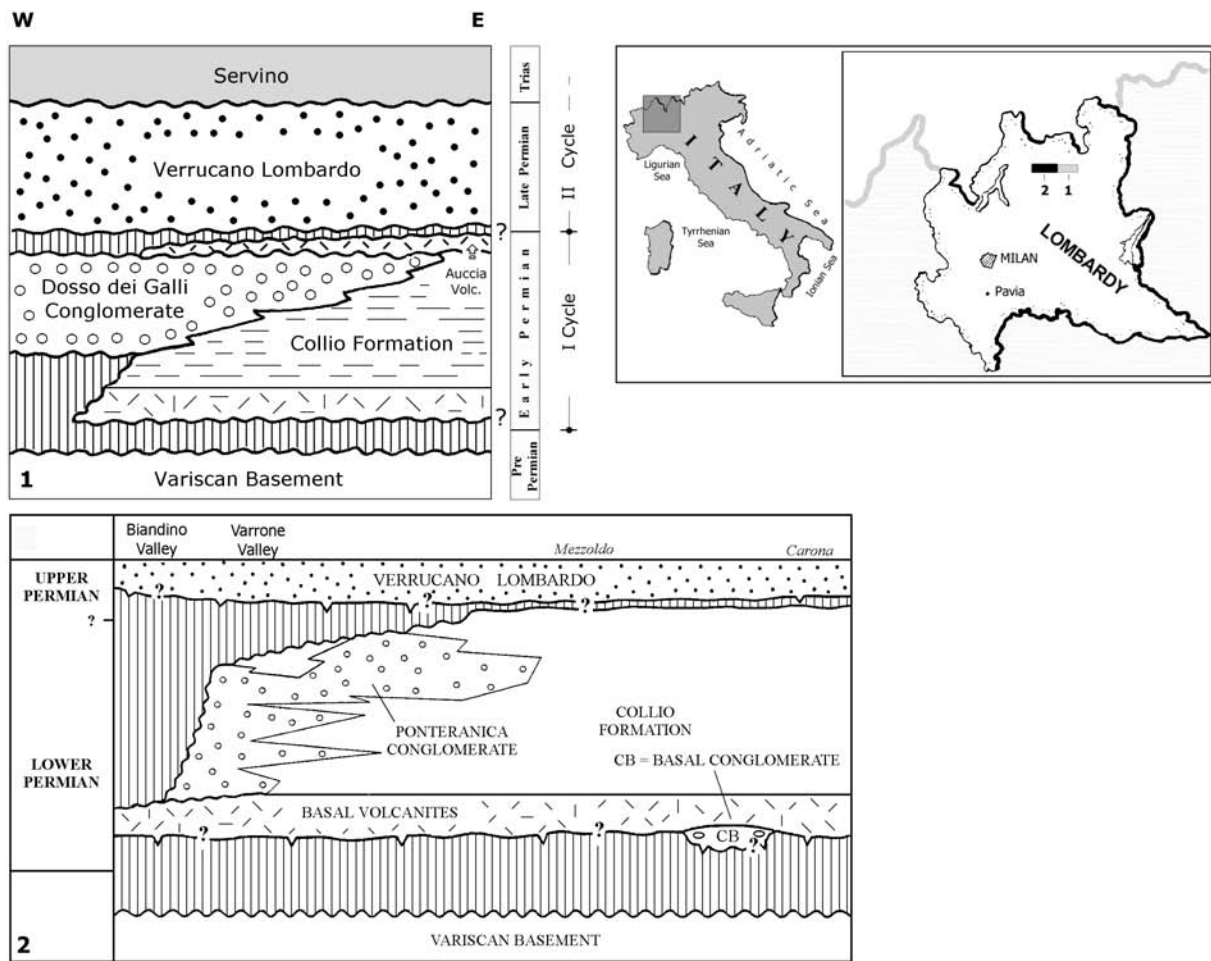 W
E
Servino
Verrucano Lombardo
Dosso dei Galli
Conglomerate
Auccia
Volc.
Collio Formation
Variscan Basement
1
?
?
Trias
Late Permian
Early Permian
Pre
Permian
II Cycle
I Cycle
ITALY
Adriatic Sea
Ligurian
Sea
Tyrrhenian
Sea
Ionian Sea
2 1
LOMBARDY
MILAN
Pavia
Biandino
Valley
Varrone
Valley
Mezzoldo
Carona
UPPER
PERMIAN
?
LOWER
PERMIAN
VERRUCANO LOMBARDO
? ? ?
PONTERANICA
CONGLOMERATE
COLLIO
FORMATION
CB = BASAL CONGLOMERATE
BASAL VOLCANITES
? ? CB ?
VARISCAN BASEMENT
2